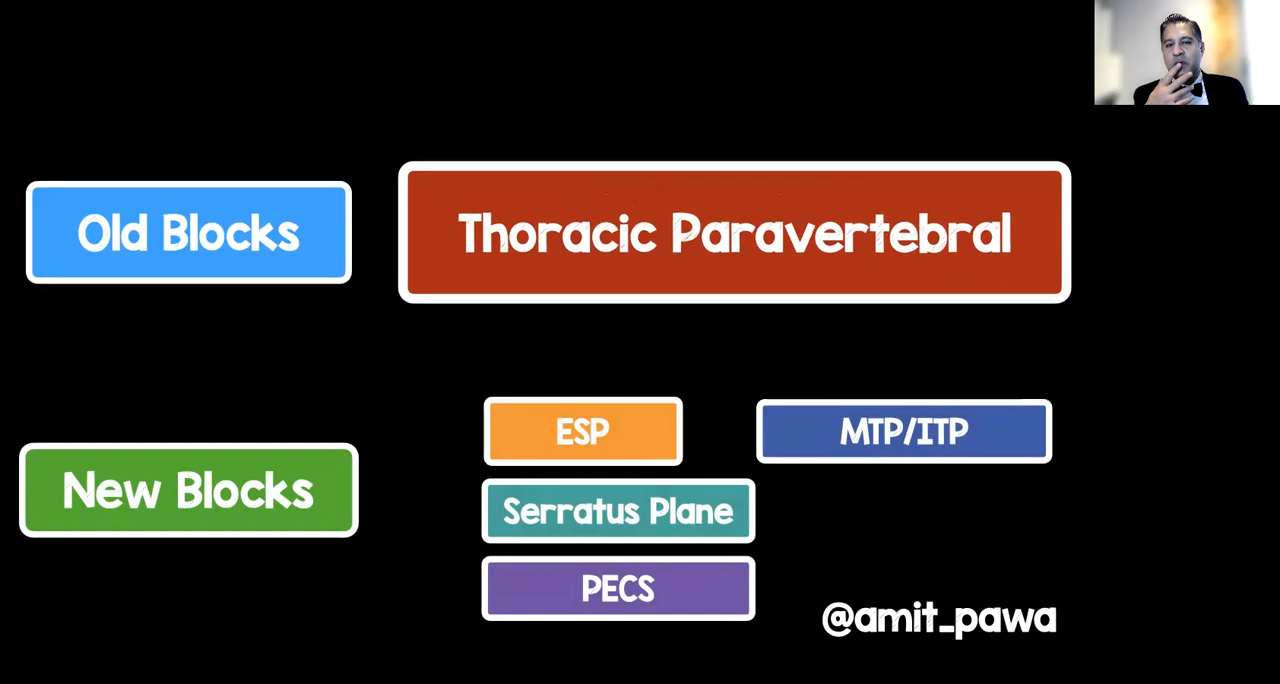 Old Blocks
Thoracic Paravertebral
New Blocks
ESP
MTP/ITP
Serratus Plane
PECS
@amit_pawa